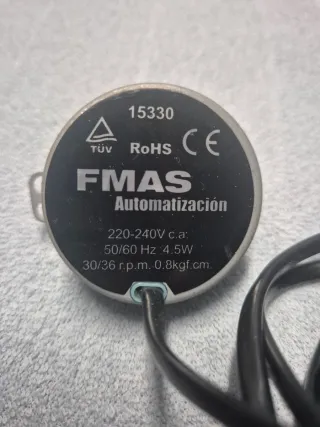 15330
TÜV RoHS CE
FMAS
Automatización
220-240V c.a:
50/60 Hz 4.5W
30/36 r.p.m. 0.8kgf.cm.